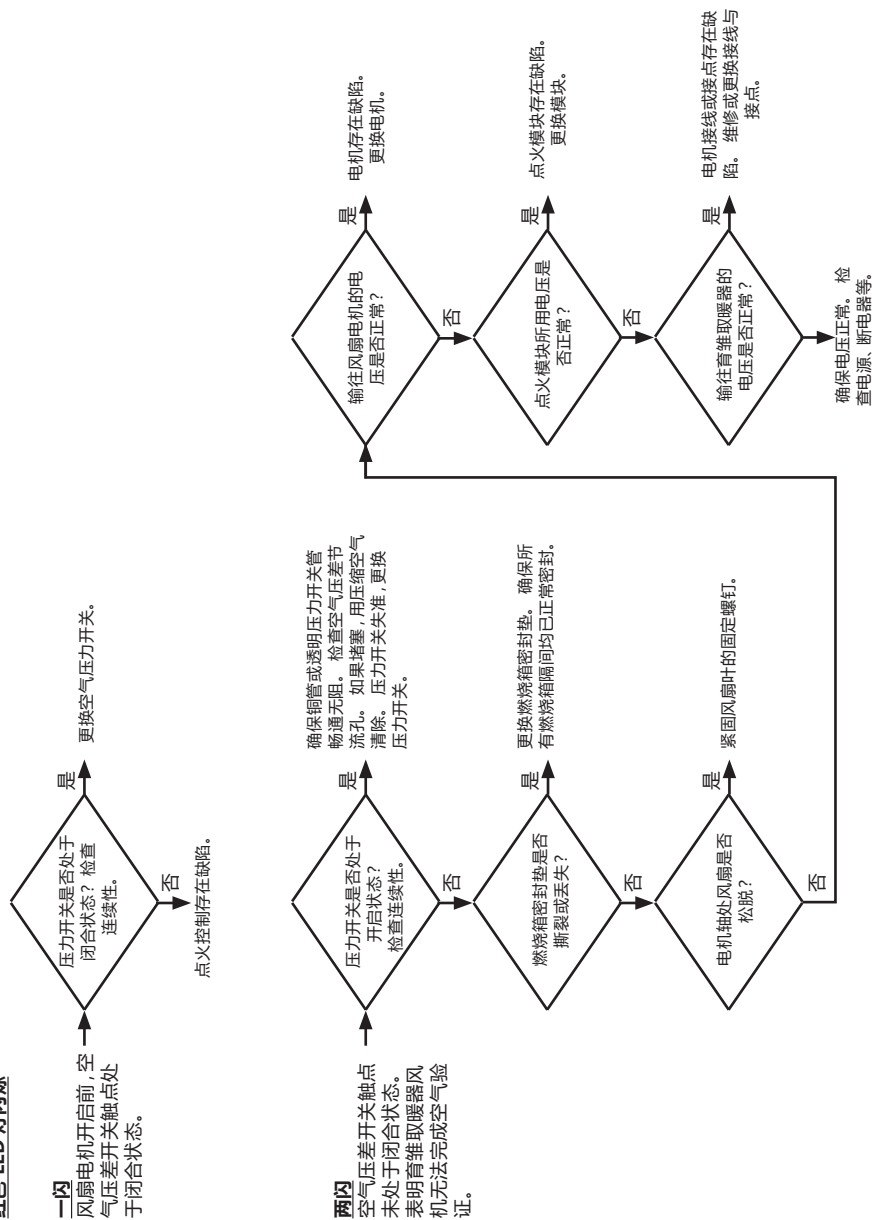 红色 LED 灯闪烁
一闪
风扇电机开启前，空
气压差开关触点处
于闭合状态。
压力开关是否处于
闭合状态？检查
连续性。
是
更换空气压力开关。
否
点火控制存在缺陷。
两闪
空气压差开关触点
未处于闭合状态。
表明育雏取暖器风
机无法完成空气验
证。
压力开关是否处于
开启状态？
检查连续性。
是
确保铜管或透明压力开关管
畅通无阻。 检查空气压差节
流孔。 如果堵塞，用压缩空气
清除。 压力开关失准，更换
压力开关。
否
燃烧箱密封垫是否
撕裂或丢失？
是
更换燃烧箱密封垫。 确保所
有燃烧箱隔间均已正常密封。
否
电机轴处风扇是否
松脱？
是
紧固风扇叶的固定螺钉。
否
输往风扇电机的电
压是否正常？
是
电机存在缺陷。
更换电机。
否
点火模块所用电压是
否正常？
是
点火模块存在缺陷。
更换模块。
否
输往育雏取暖器的
电压是否正常？
是
电机接线或接点存在缺
陷。 维修或更换接线与
接点。
否
确保电压正常。 检
查电源、断电器等。